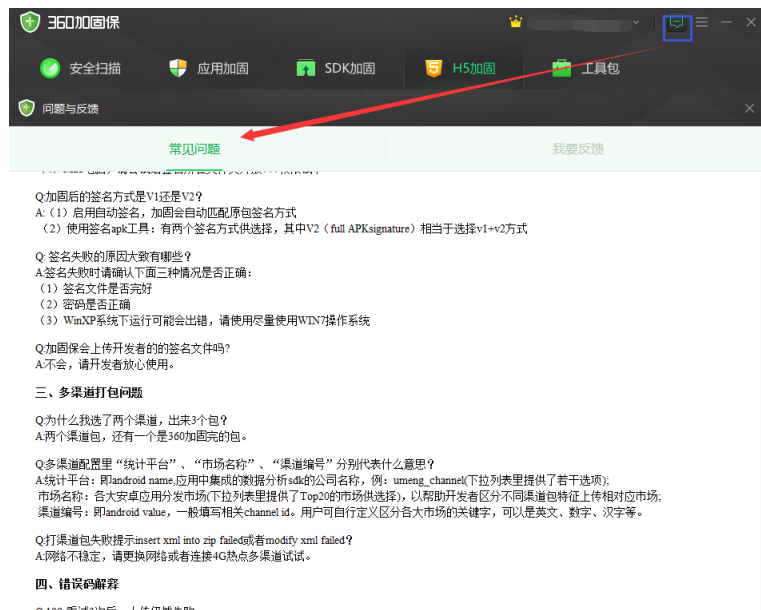 360加固保
安全扫描 应用加固 SDK加固 H5加固 工具包
问题与反馈
常见问题 我要反馈
Q:加固后的签名方式是V1还是V2?
A:（1）启用自动签名，加固会自动匹配原包签名方式
（2）使用签名apk工具：有两个签名方式供选择，其中V2（full APKsignature）相当于选择v1+v2方式
Q: 签名失败的原因大致有哪些?
A:签名失败时请确认下面三种情况是否正确：
（1）签名文件是否完好
（2）密码是否正确
（3）WinXP系统下运行可能会出错，请使用尽量使用WIN7操作系统
Q:加固保会上传开发者的的签名文件吗?
A:不会，请开发者放心使用。
三、多渠道打包问题
Q:为什么我选了两个渠道，出来3个包?
A:两个渠道包，还有一个是360加固完的包。
Q:多渠道配置里“统计平台”、“市场名称”、“渠道编号”分别代表什么意思?
A:统计平台：即android name,应用中集成的数据分析sdk的公司名称，例：umeng_channel(下拉列表里提供了若干选项);
市场名称：各大安卓应用分发市场(下拉列表里提供了Top20的市场供选择)，以帮助开发者区分不同渠道包特征上传相对应市场;
渠道编号：即android value，一般填写相关channel id。用户可自行定义区分各大市场的关键字，可以是英文、数字、汉字等。
Q:打渠道包失败提示insert xml into zip failed或者modify xml failed?
A:网络不稳定，请更换网络或者连接4G热点多渠道试试。
四、错误码解释